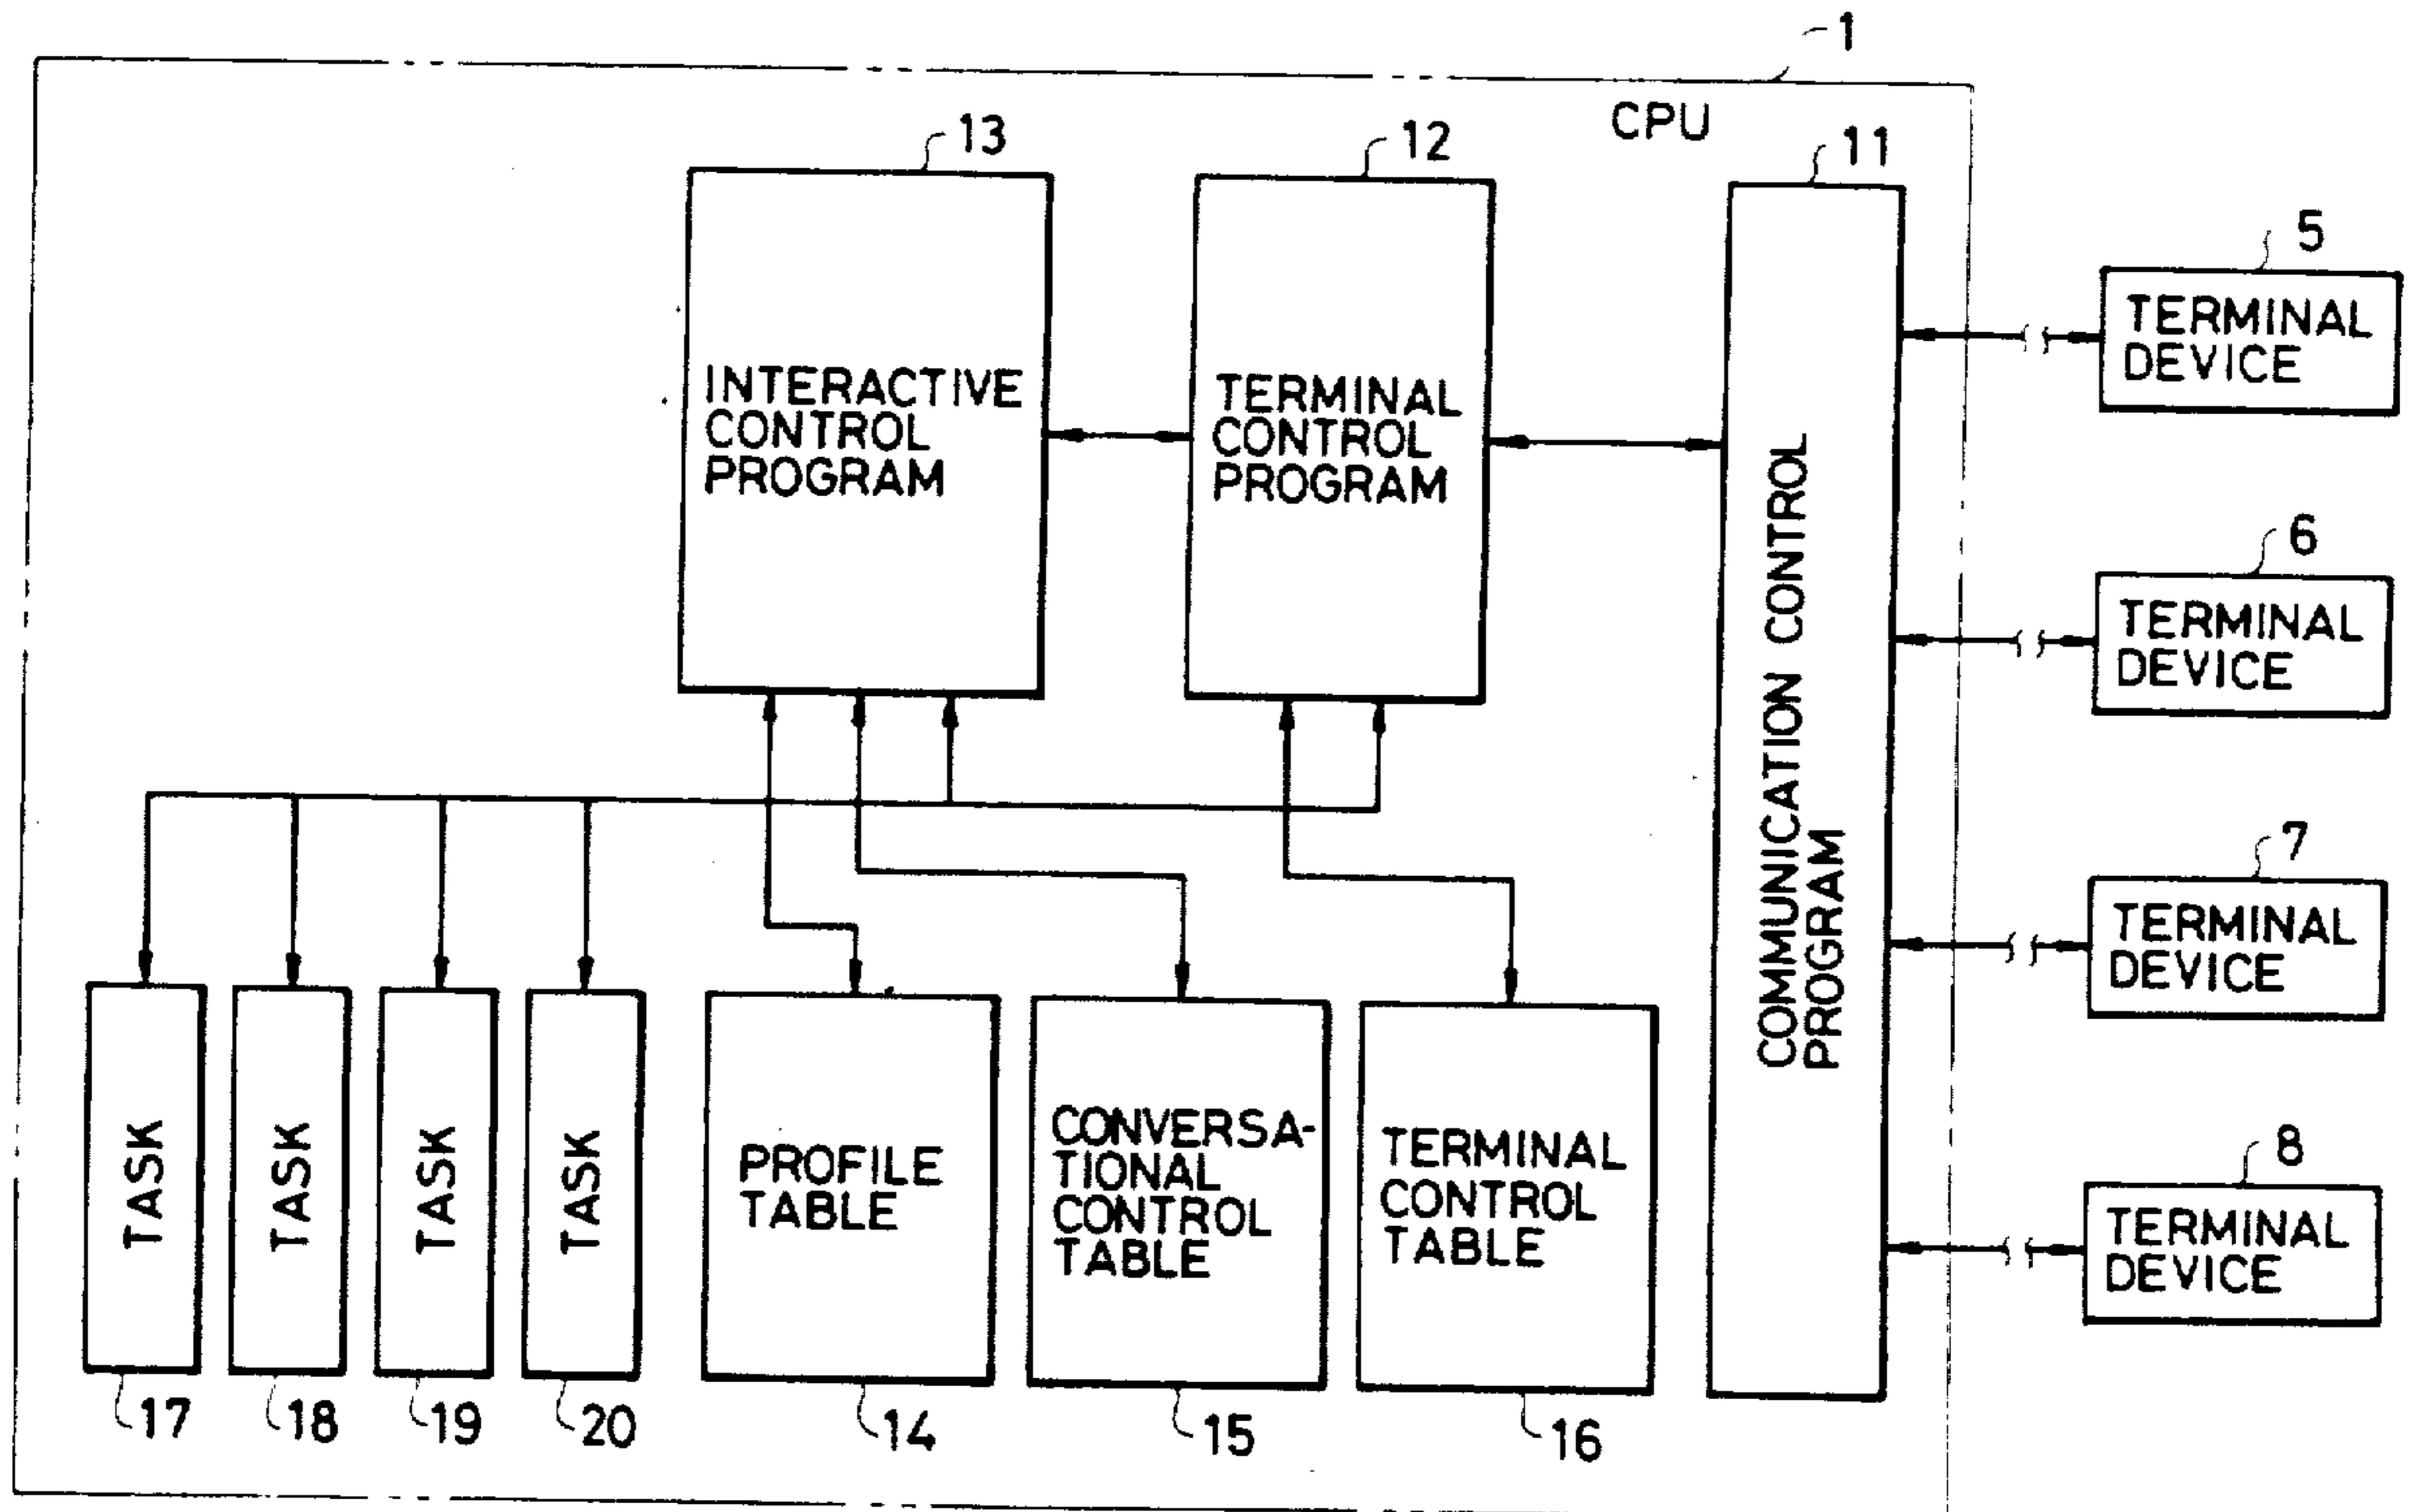 1
CPU
13
12
11
INTERACTIVE
CONTROL
PROGRAM
TERMINAL
CONTROL
PROGRAM
COMMUNICATION CONTROL
PROGRAM
5
TERMINAL
DEVICE
6
TERMINAL
DEVICE
7
TERMINAL
DEVICE
8
TERMINAL
DEVICE
TASK
TASK
TASK
TASK
PROFILE
TABLE
CONVERSA-
TIONAL
CONTROL
TABLE
TERMINAL
CONTROL
TABLE
17
18
19
20
14
15
16